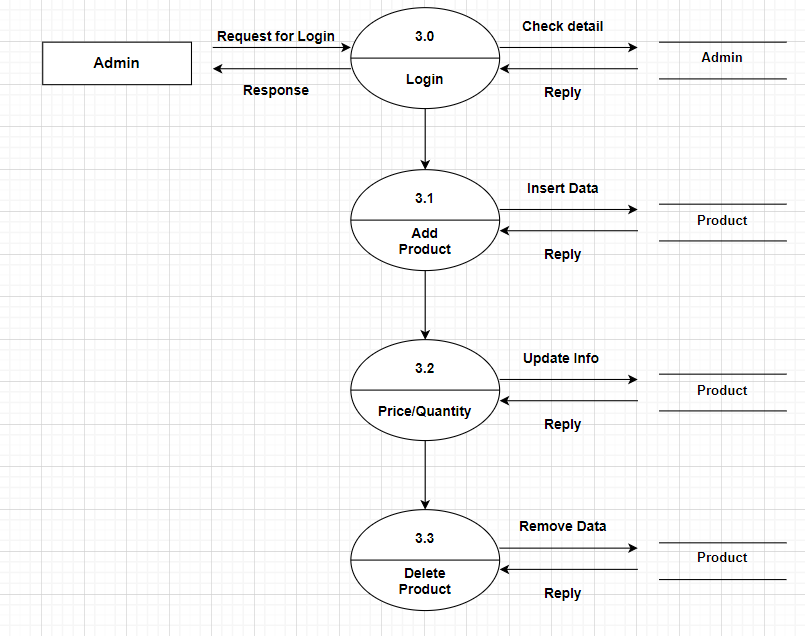 Request for Login
3.0
Check detail
Admin
Admin
Login
Response
Reply
3.1
Insert Data
Product
Add
Product
Reply
3.2
Update Info
Product
Price/Quantity
Reply
3.3
Remove Data
Product
Delete
Product
Reply